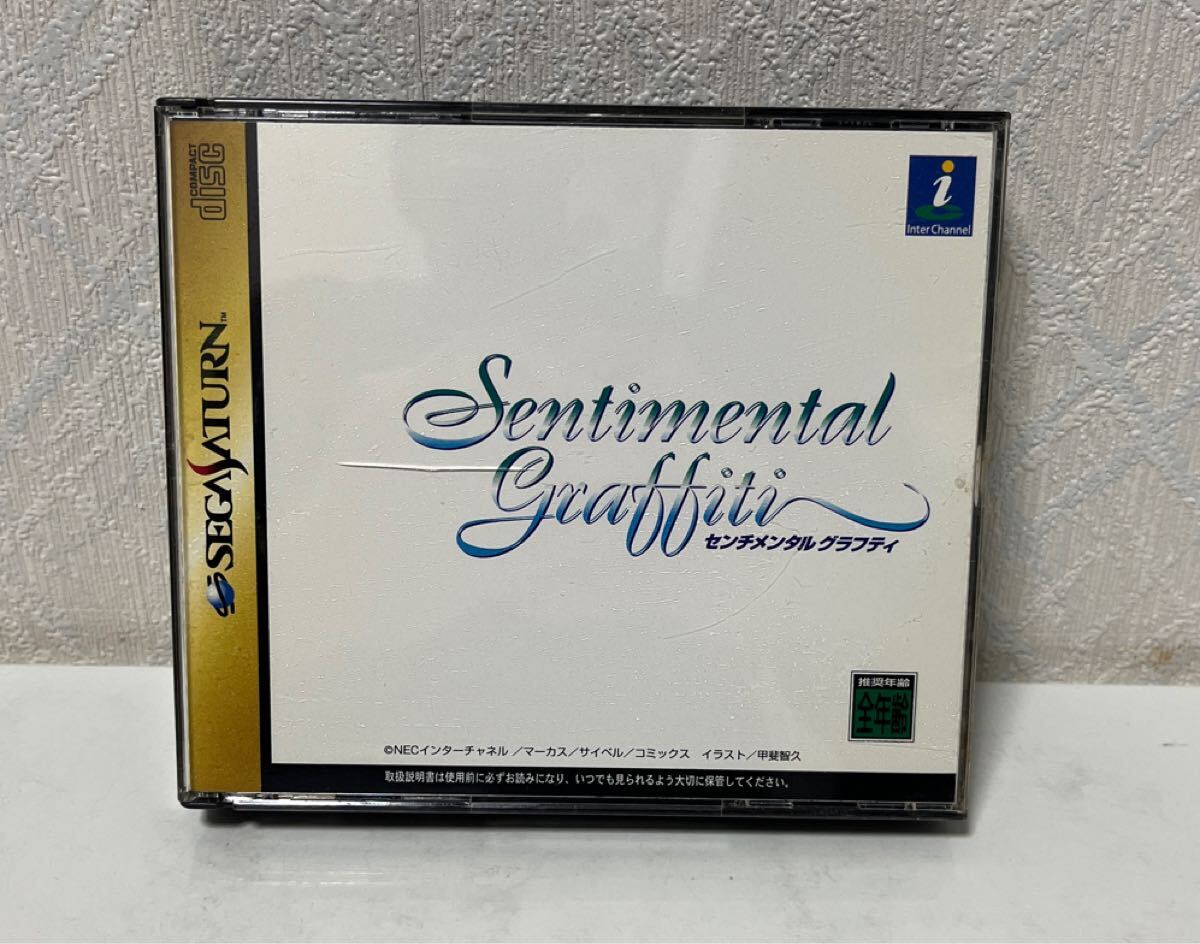 COMPACT
disc
SEGA SATURN™
i
Inter Channel
Sentimental
Graffiti
センチメンタル グラフティ
推奨年齢
全年齢
©NECインターチャネル／マーカス／サイベル／コミックス イラスト／甲斐智久
取扱説明書は使用前に必ずお読みになり、いつでも見られるよう大切に保管してください。